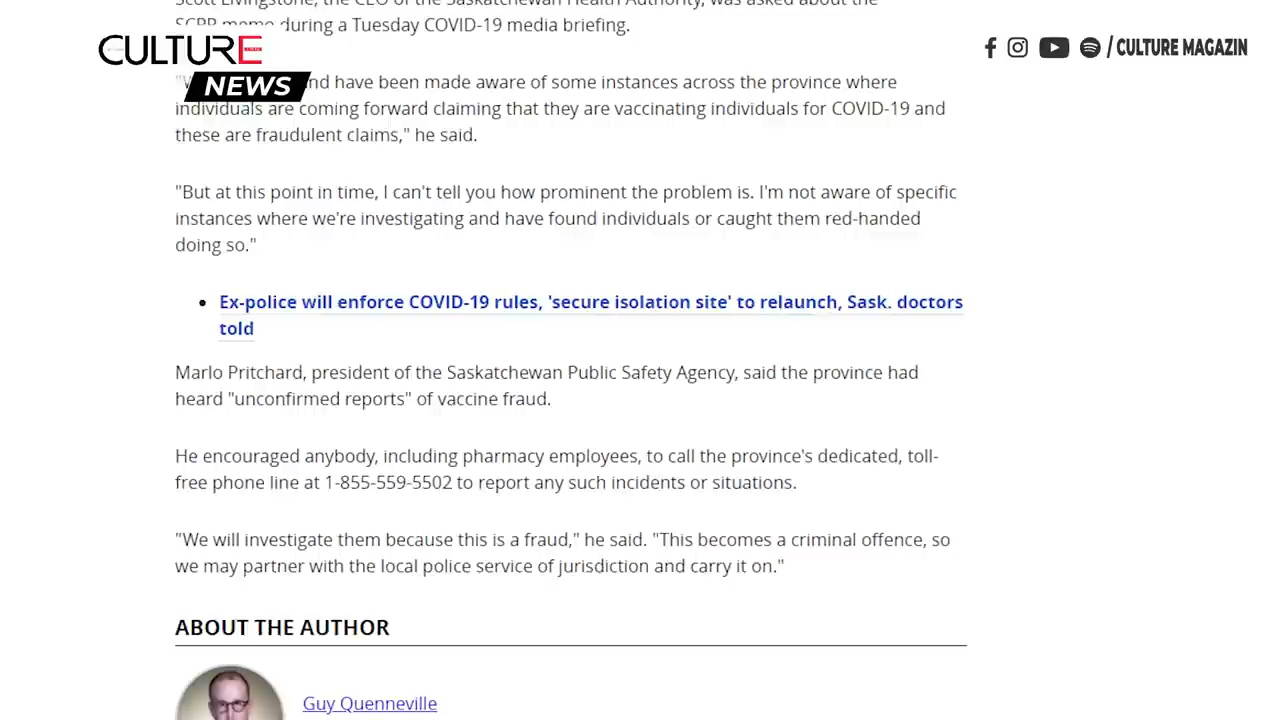 Scott Livingstone, the CEO of the Saskatchewan Health Authority, was asked about the
SCPP memo during a Tuesday COVID-19 media briefing.
CULTURE
NEWS
/ CULTURE MAGAZIN
nd have been made aware of some instances across the province where
individuals are coming forward claiming that they are vaccinating individuals for COVID-19 and
these are fraudulent claims," he said.
"But at this point in time, I can't tell you how prominent the problem is. I'm not aware of specific
instances where we're investigating and have found individuals or caught them red-handed
doing so."
• Ex-police will enforce COVID-19 rules, 'secure isolation site' to relaunch, Sask. doctors
told
Marlo Pritchard, president of the Saskatchewan Public Safety Agency, said the province had
heard "unconfirmed reports" of vaccine fraud.
He encouraged anybody, including pharmacy employees, to call the province's dedicated, toll-
free phone line at 1-855-559-5502 to report any such incidents or situations.
"We will investigate them because this is a fraud," he said. "This becomes a criminal offence, so
we may partner with the local police service of jurisdiction and carry it on."
ABOUT THE AUTHOR
Guy Quenneville